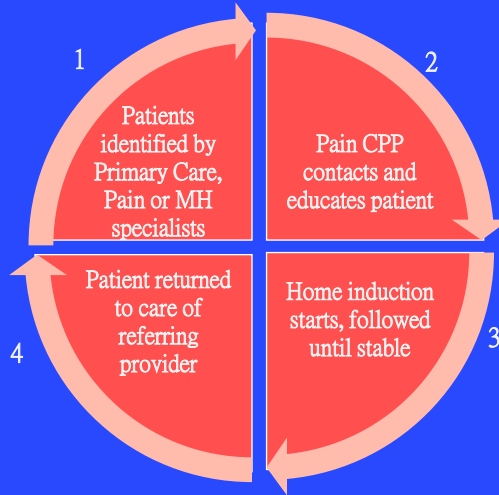 1
Patients
identified by
Primary Care,
Pain or MH
specialists
2
Pain CPP
contacts and
educates patient
3
Home induction
starts, followed
until stable
4
Patient returned
to care of
referring
provider